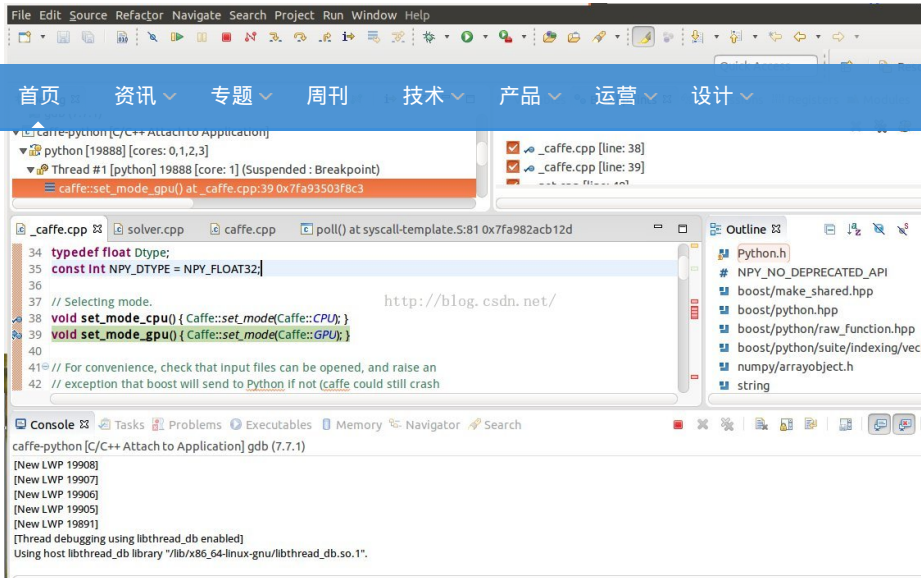 File Edit Source Refactor Navigate Search Project Run Window Help
首页 资讯 专题 周刊 技术 产品 运营 设计
caffe-python [C/C++ Attach to Application]
python [19888] [cores: 0,1,2,3]
Thread #1 [python] 19888 [core: 1] (Suspended : Breakpoint)
caffe::set_mode_gpu() at _caffe.cpp:39 0x7fa93503f8c3
_caffe.cpp [line: 38]
_caffe.cpp [line: 39]
_caffe.cpp solver.cpp caffe.cpp poll() at syscall-template.S:81 0x7fa982acb12d
34 typedef float Dtype;
35 const int NPY_DTYPE = NPY_FLOAT32;
36
37 // Selecting mode.
38 void set_mode_cpu() { Caffe::set_mode(Caffe::CPU); }
39 void set_mode_gpu() { Caffe::set_mode(Caffe::GPU); }
40
41 // For convenience, check that input files can be opened, and raise an
42 // exception that boost will send to Python if not (caffe could still crash
http://blog.csdn.net/
Outline
Python.h
NPY_NO_DEPRECATED_API
boost/make_shared.hpp
boost/python.hpp
boost/python/raw_function.hpp
boost/python/suite/indexing/vec
numpy/arrayobject.h
string
Console Tasks Problems Executables Memory Navigator Search
caffe-python [C/C++ Attach to Application] gdb (7.7.1)
[New LWP 19908]
[New LWP 19907]
[New LWP 19906]
[New LWP 19905]
[New LWP 19891]
[Thread debugging using libthread_db enabled]
Using host libthread_db library "/lib/x86_64-linux-gnu/libthread_db.so.1".